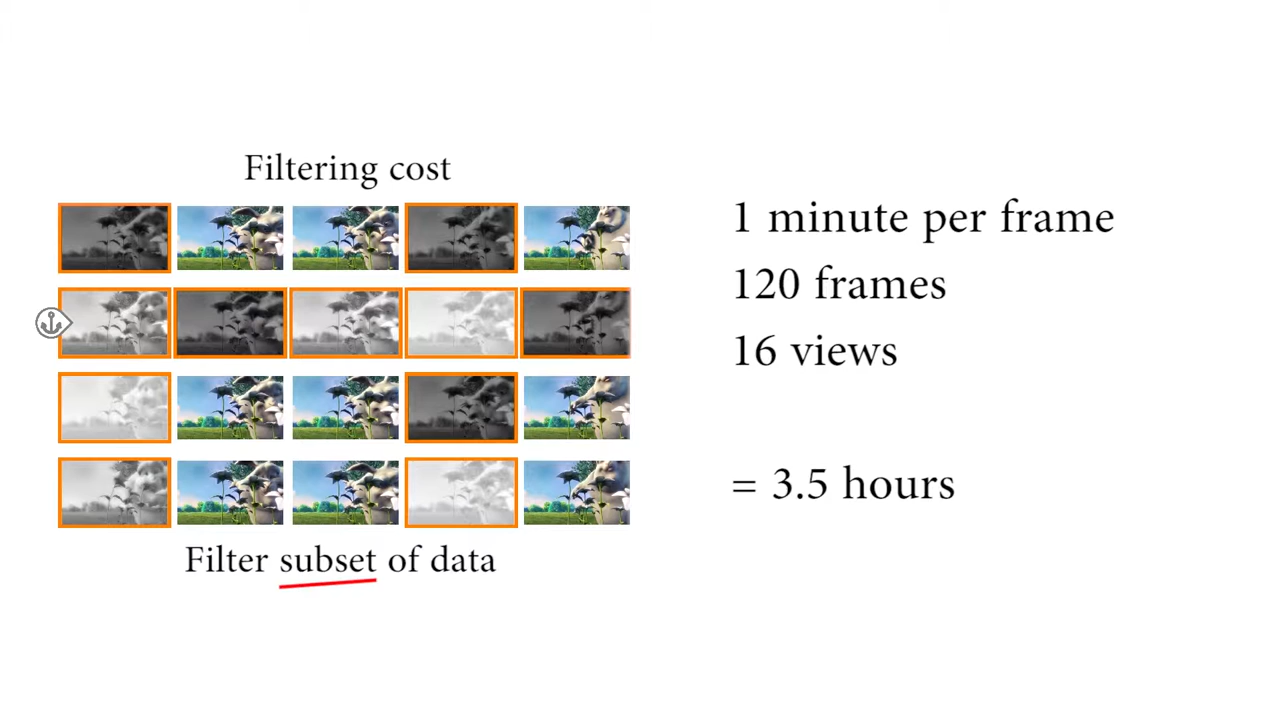 Filtering cost
1 minute per frame
120 frames
16 views
= 3.5 hours
Filter subset of data